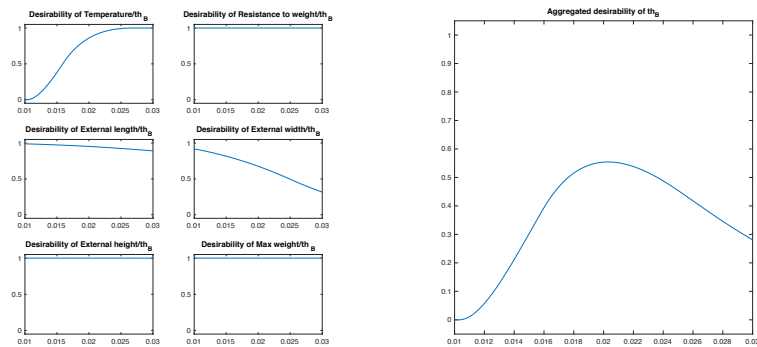 Desirability of Temperature/th_B
1
0.5
0
0.01 0.015 0.02 0.025 0.03
Desirability of Resistance to weight/th_B
1
0.5
0
0.01 0.015 0.02 0.025 0.03
Desirability of External length/th_B
1
0.5
0
0.01 0.015 0.02 0.025 0.03
Desirability of External width/th_B
1
0.5
0
0.01 0.015 0.02 0.025 0.03
Desirability of External height/th_B
1
0.5
0
0.01 0.015 0.02 0.025 0.03
Desirability of Max weight/th_B
1
0.5
0
0.01 0.015 0.02 0.025 0.03
Aggregated desirability of th_B
1
0.9
0.8
0.7
0.6
0.5
0.4
0.3
0.2
0.1
0
0.01 0.012 0.014 0.016 0.018 0.02 0.022 0.024 0.026 0.028 0.03